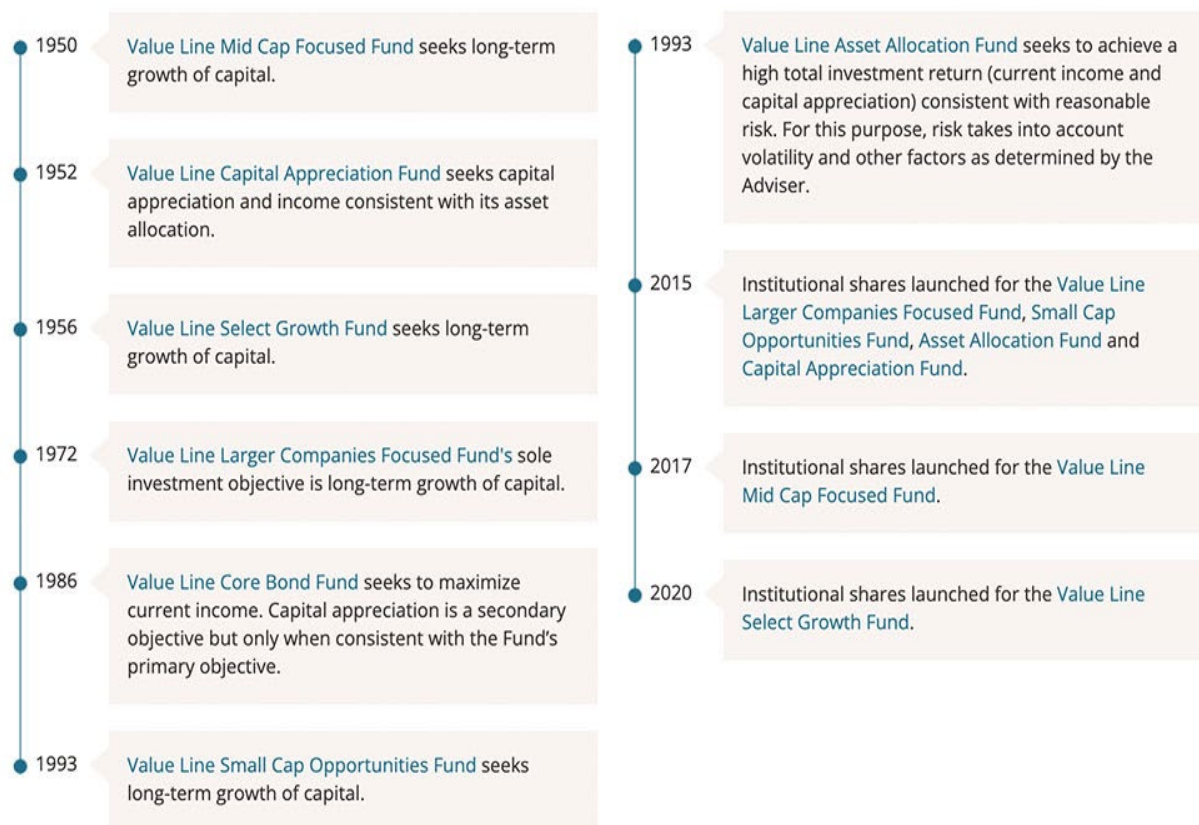 1950
Value Line Mid Cap Focused Fund seeks long-term
growth of capital.
1952
Value Line Capital Appreciation Fund seeks capital
appreciation and income consistent with its asset
allocation.
1956
Value Line Select Growth Fund seeks long-term
growth of capital.
1972
Value Line Larger Companies Focused Fund's sole
investment objective is long-term growth of capital.
1986
Value Line Core Bond Fund seeks to maximize
current income. Capital appreciation is a secondary
objective but only when consistent with the Fund's
primary objective.
1993
Value Line Small Cap Opportunities Fund seeks
long-term growth of capital.
1993
Value Line Asset Allocation Fund seeks to achieve a
high total investment return (current income and
capital appreciation) consistent with reasonable
risk. For this purpose, risk takes into account
volatility and other factors as determined by the
Adviser.
2015
Institutional shares launched for the Value Line
Larger Companies Focused Fund, Small Cap
Opportunities Fund, Asset Allocation Fund and
Capital Appreciation Fund.
2017
Institutional shares launched for the Value Line
Mid Cap Focused Fund.
2020
Institutional shares launched for the Value Line
Select Growth Fund.